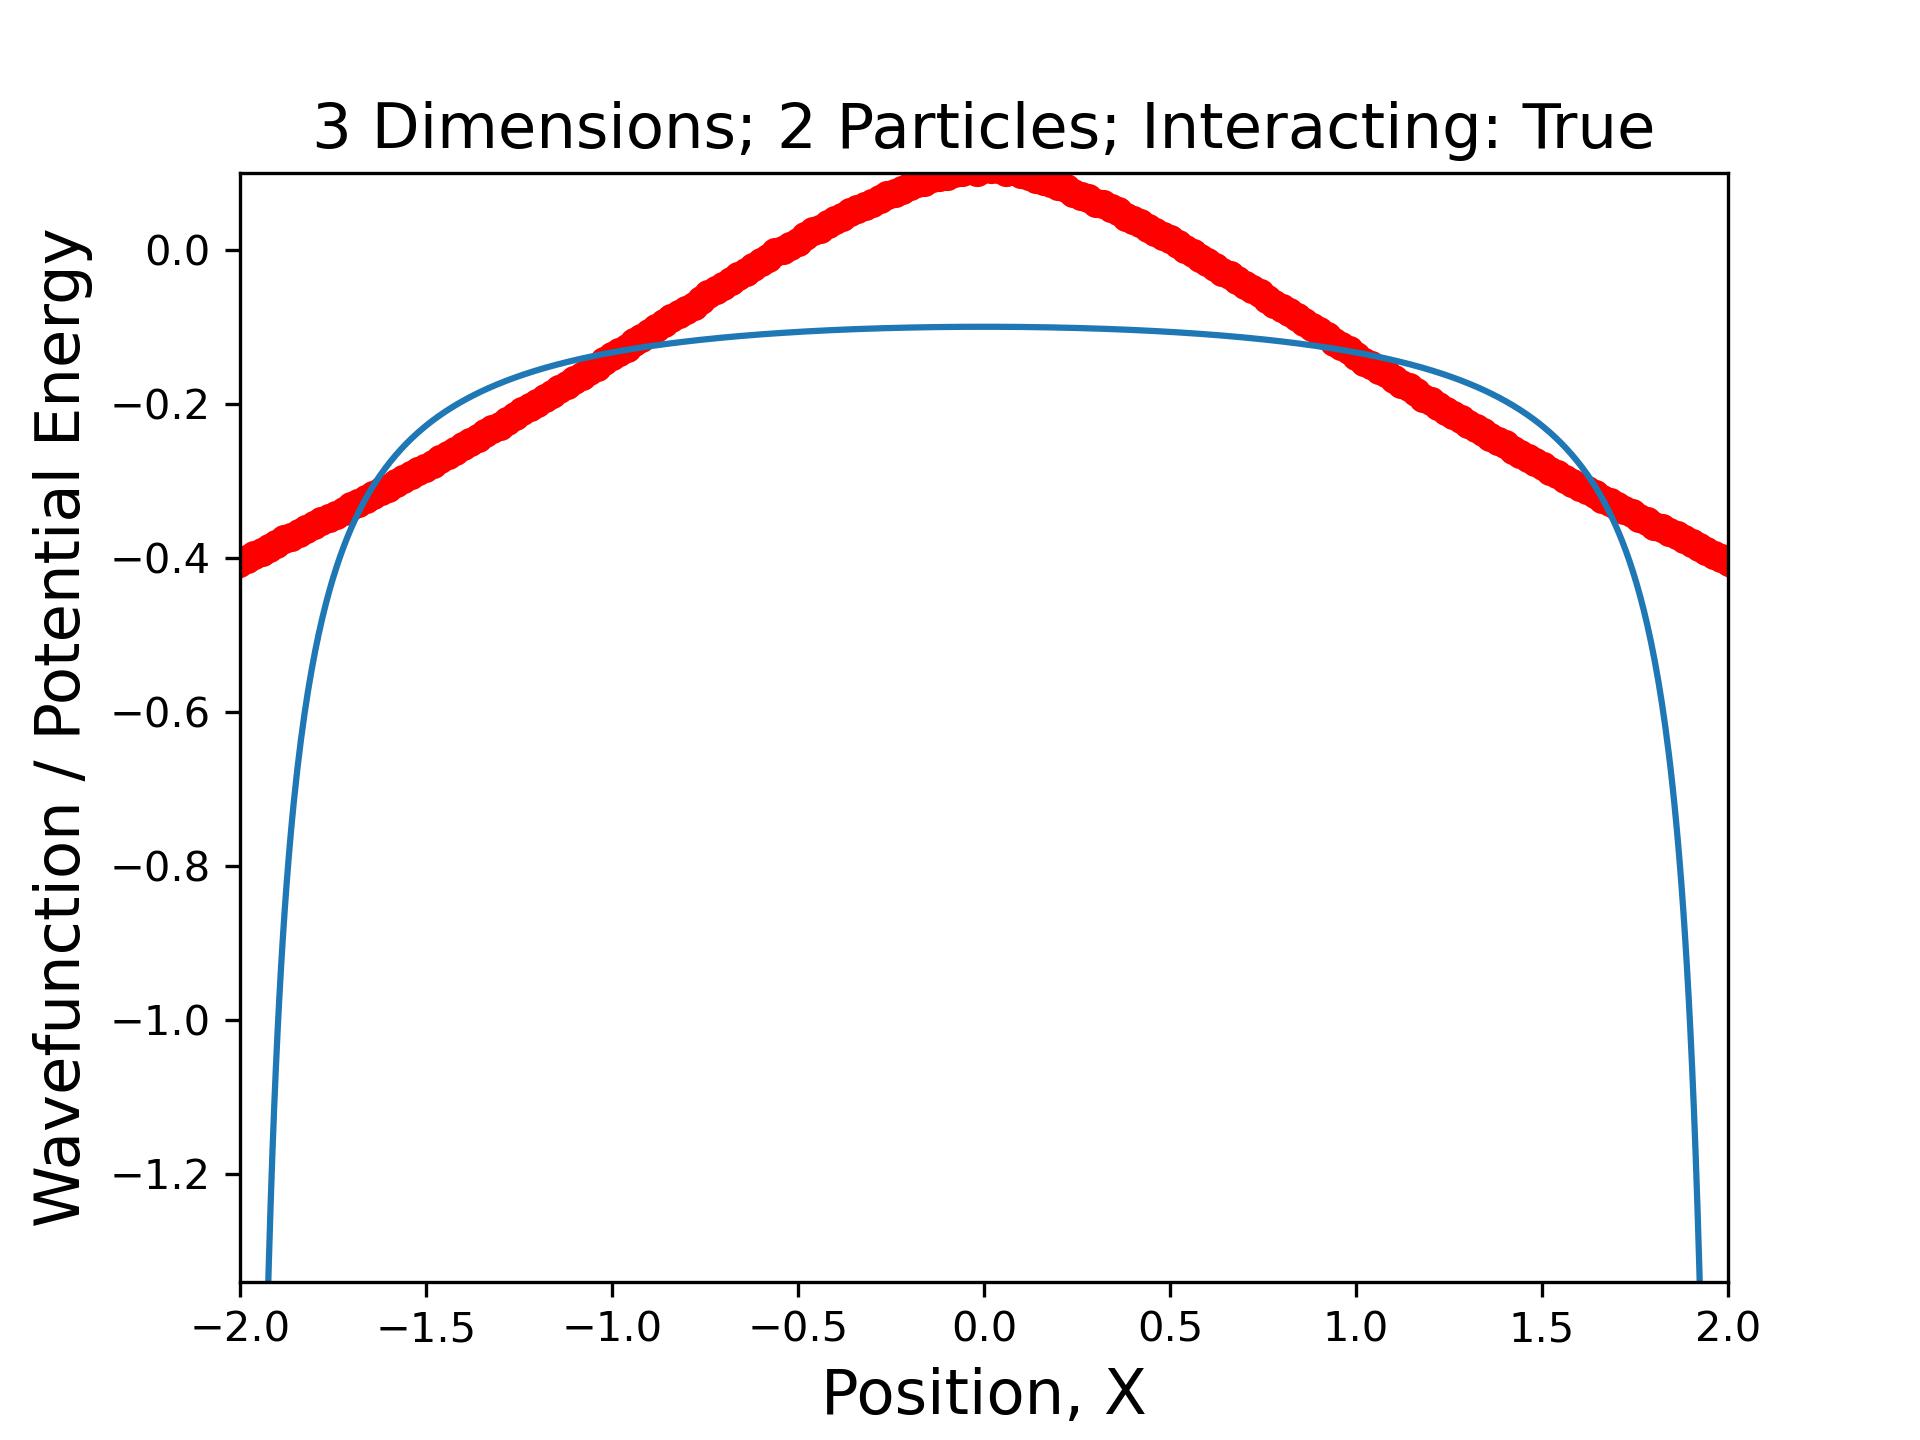 3 Dimensions; 2 Particles; Interacting: True
Wavefunction / Potential Energy
0.0
−0.2
−0.4
−0.6
−0.8
−1.0
−1.2
−2.0 −1.5 −1.0 −0.5 0.0 0.5 1.0 1.5 2.0
Position, X